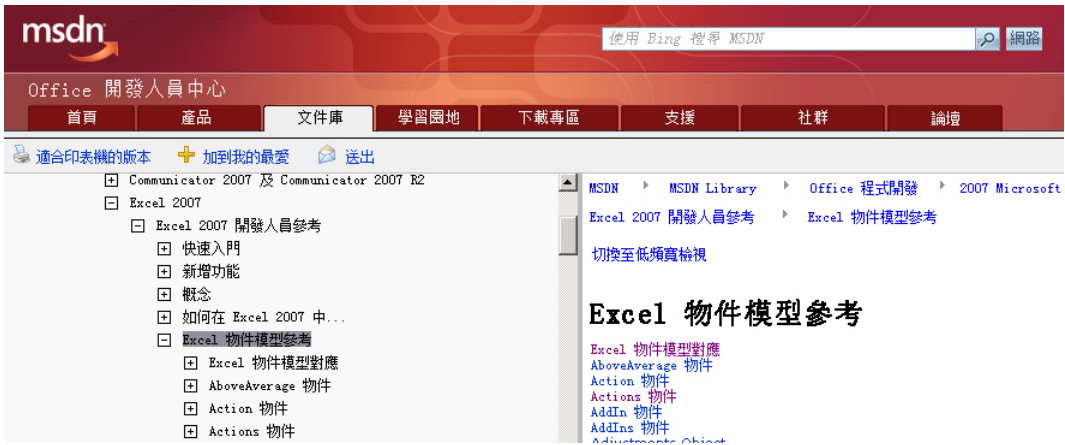 msdn
使用 Bing 搜尋 MSDN
網路
Office 開發人員中心
首頁 產品 文件庫 學習園地 下載專區 支援 社群 論壇
適合印表機的版本 加到我的最愛 送出
Communicator 2007 及 Communicator 2007 R2
Excel 2007
Excel 2007 開發人員參考
快速入門
新增功能
概念
如何在 Excel 2007 中...
Excel 物件模型參考
Excel 物件模型對應
AboveAverage 物件
Action 物件
Actions 物件
MSDN MSDN Library Office 程式開發 2007 Microsoft
Excel 2007 開發人員參考 Excel 物件模型參考
切換至低頻寬檢視
Excel 物件模型參考
Excel 物件模型對應
AboveAverage 物件
Action 物件
Actions 物件
AddIn 物件
AddIns 物件
Adjustments Object